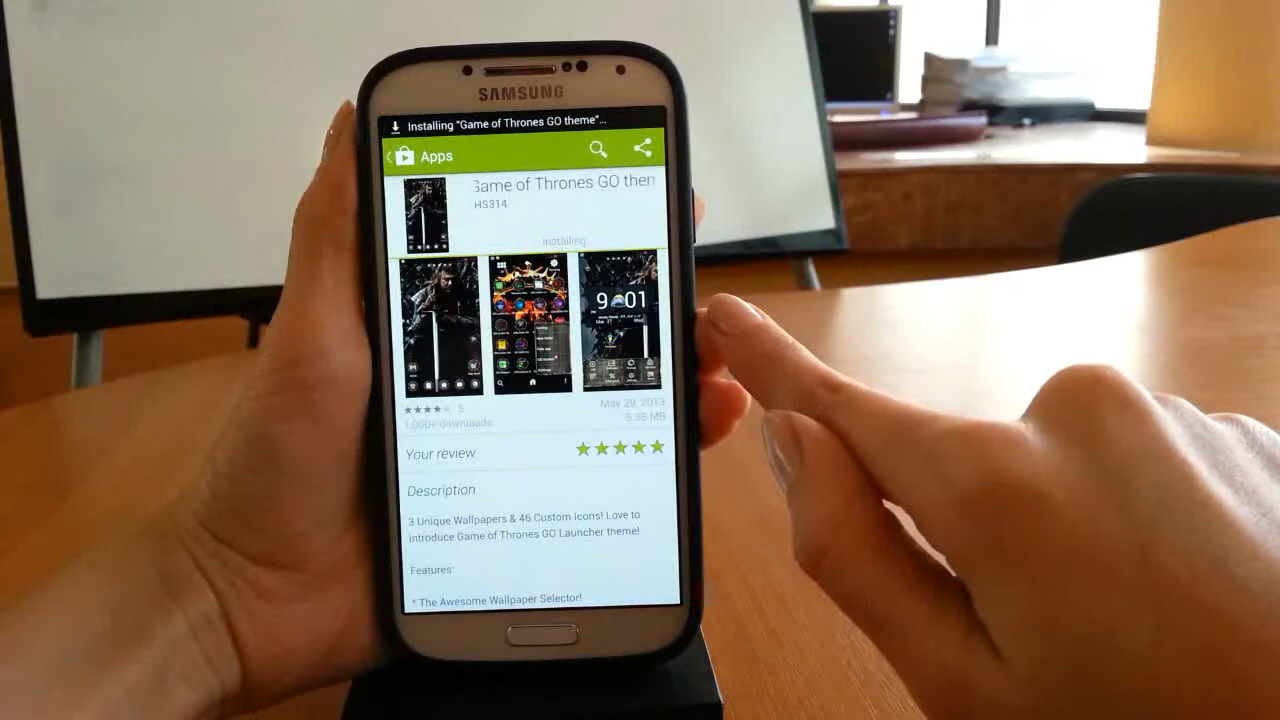 SAMSUNG
Installing "Game of Thrones GO theme"...
Apps
Game of Thrones GO then
HS314
Installing
9 01
5
May 29, 2013
1,000+ downloads
6.38 MB
Your review
Description
3 Unique Wallpapers & 46 Custom Icons! Love to
introduce Game of Thrones GO Launcher theme!
Features:
* The Awesome Wallpaper Selector!